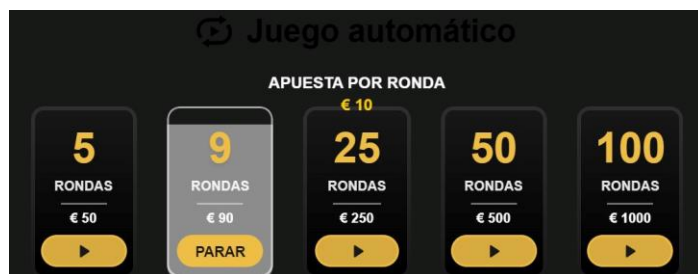 Juego automático
APUESTA POR RONDA
€ 10
5 9 25 50 100
RONDAS RONDAS RONDAS RONDAS RONDAS
€ 50 € 90 € 250 € 500 € 1000
PARAR